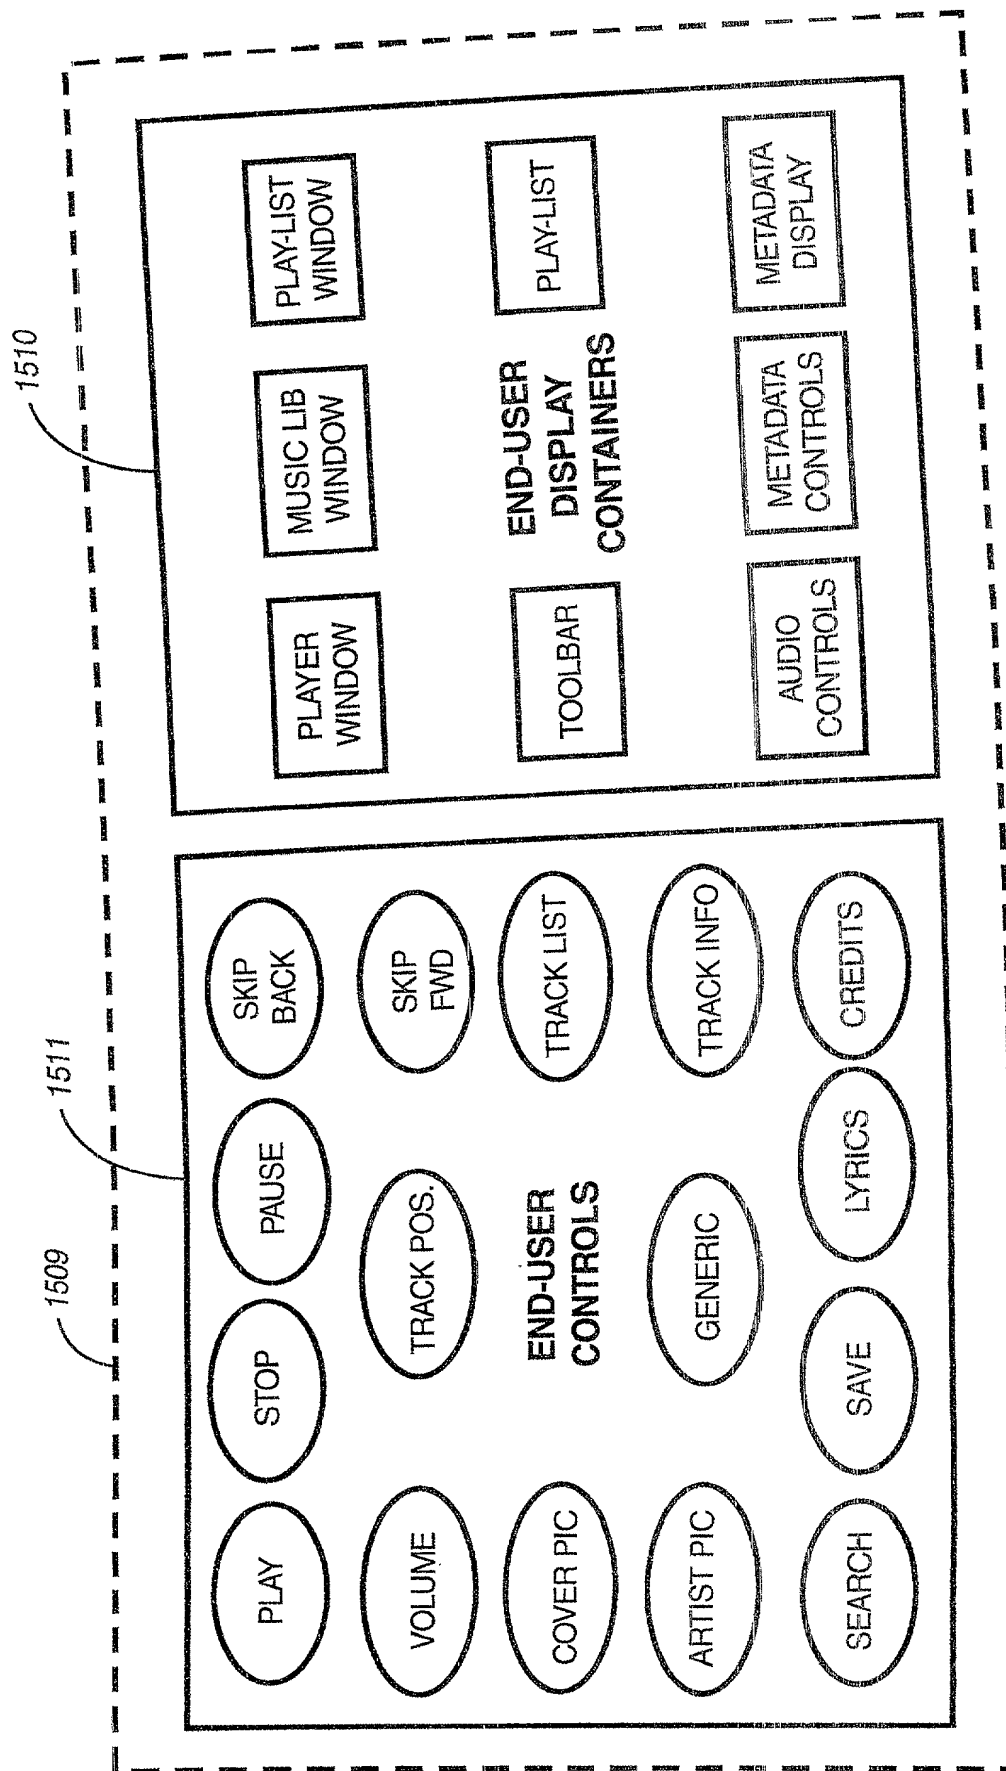 1509
1511
1510
PLAY
STOP
PAUSE
SKIP
BACK
VOLUME
TRACK POS.
SKIP
FWD
COVER PIC
END-USER
CONTROLS
TRACK LIST
ARTIST PIC
GENERIC
TRACK INFO
SEARCH
SAVE
LYRICS
CREDITS
PLAYER
WINDOW
MUSIC LIB
WINDOW
PLAY-LIST
WINDOW
TOOLBAR
END-USER
DISPLAY
CONTAINERS
PLAY-LIST
AUDIO
CONTROLS
METADATA
CONTROLS
METADATA
DISPLAY